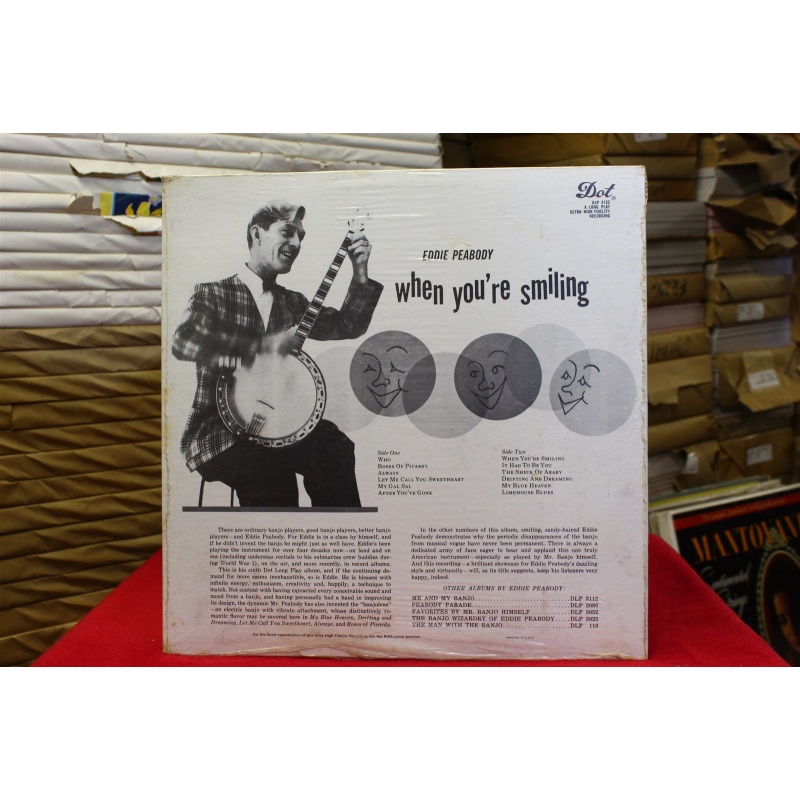 Dot
DLP 3155
A LONG PLAY
ULTRA HIGH FIDELITY
RECORDING
EDDIE PEABODY
when you're smiling
Side One
WHO
ROSES OF PICARDY
ALWAYS
LET ME CALL YOU SWEETHEART
MY GAL SAL
AFTER YOU'VE GONE
Side Two
WHEN YOU'RE SMILING
IT HAD TO BE YOU
THE SHEIK OF ARABY
DRIFTING AND DREAMING
MY BLUE HEAVEN
LIMEHOUSE BLUES
There are ordinary banjo players, good banjo players, better banjo
players—and Eddie Peabody. For Eddie is in a class by himself, and
if he didn't invent the banjo he might just as well have. Eddie's been
playing the instrument for over four decades now—on land and on
sea (including undersea recitals to his submarine crew buddies dur-
ing World War I), on the air, and more recently, in record albums.
This is his sixth Dot Long Play album, and if the continuing de-
mand for more seems inexhaustible, so is Eddie. He is blessed with
infinite energy, enthusiasm, creativity and, happily, a technique to
match. Not content with having extracted every conceivable sound and
mood from a banjo, and having personally had a hand in improving
its design, the dynamic Mr. Peabody has also invented the "banjolene"
—an electric banjo with vibrato attachment, whose distinctively ro-
mantic flavor may be savored here in My Blue Heaven, Drifting and
Dreaming, Let Me Call You Sweetheart, Always, and Roses of Picardy.
In the other numbers of this album, smiling, sandy-haired Eddie
Peabody demonstrates why the periodic disappearances of the banjo
from musical vogue have never been permanent. There is always a
dedicated army of fans eager to hear and applaud this one truly
American instrument—especially as played by Mr. Banjo himself.
And this recording—a brilliant showcase for Eddie Peabody's dazzling
style and virtuosity—will, as its title suggests, keep his listeners very
happy, indeed.
OTHER ALBUMS BY EDDIE PEABODY:
ME AND MY BANJO..........DLP 3112
PEABODY PARADE..........DLP 3080
FAVORITES BY MR. BANJO HIMSELF..........DLP 3052
THE BANJO WIZARDRY OF EDDIE PEABODY....DLP 3023
THE MAN WITH THE BANJO..........DLP 110
For the finest reproduction of this Ultra High Fidelity Recording use the RIAA curve position.
MANTOVANI